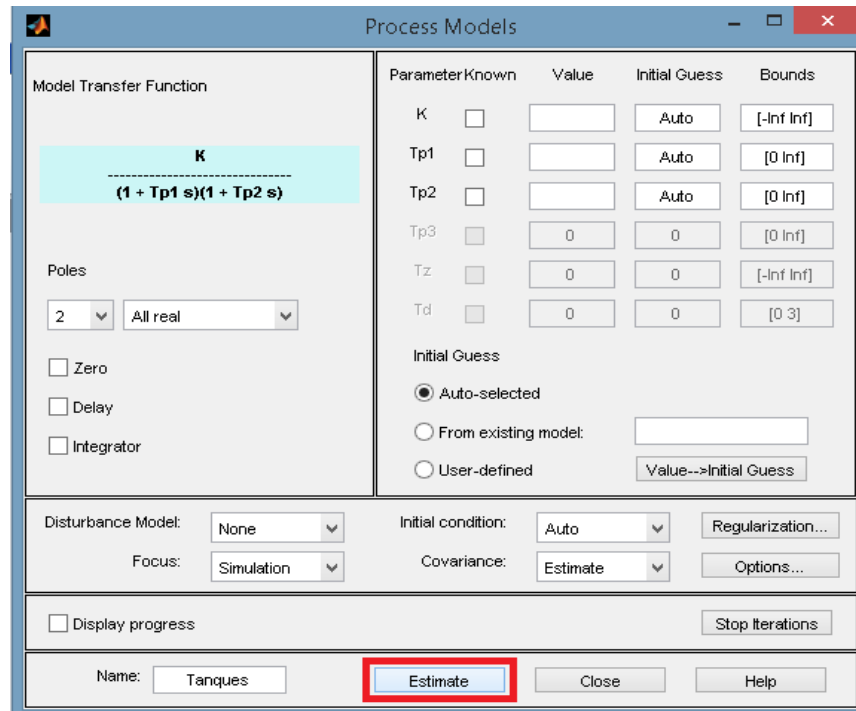 Process Models
Model Transfer Function
K
-------------------------------
(1 + Tp1 s)(1 + Tp2 s)
Poles
2 All real
Zero
Delay
Integrator
Parameter Known Value Initial Guess Bounds
K Auto [-Inf Inf]
Tp1 Auto [0 Inf]
Tp2 Auto [0 Inf]
Tp3 0 0 [0 Inf]
Tz 0 0 [-Inf Inf]
Td 0 0 [0 3]
Initial Guess
Auto-selected
From existing model:
User-defined Value-->Initial Guess
Disturbance Model: None Initial condition: Auto Regularization...
Focus: Simulation Covariance: Estimate Options...
Display progress Stop Iterations
Name: Tanques Estimate Close Help